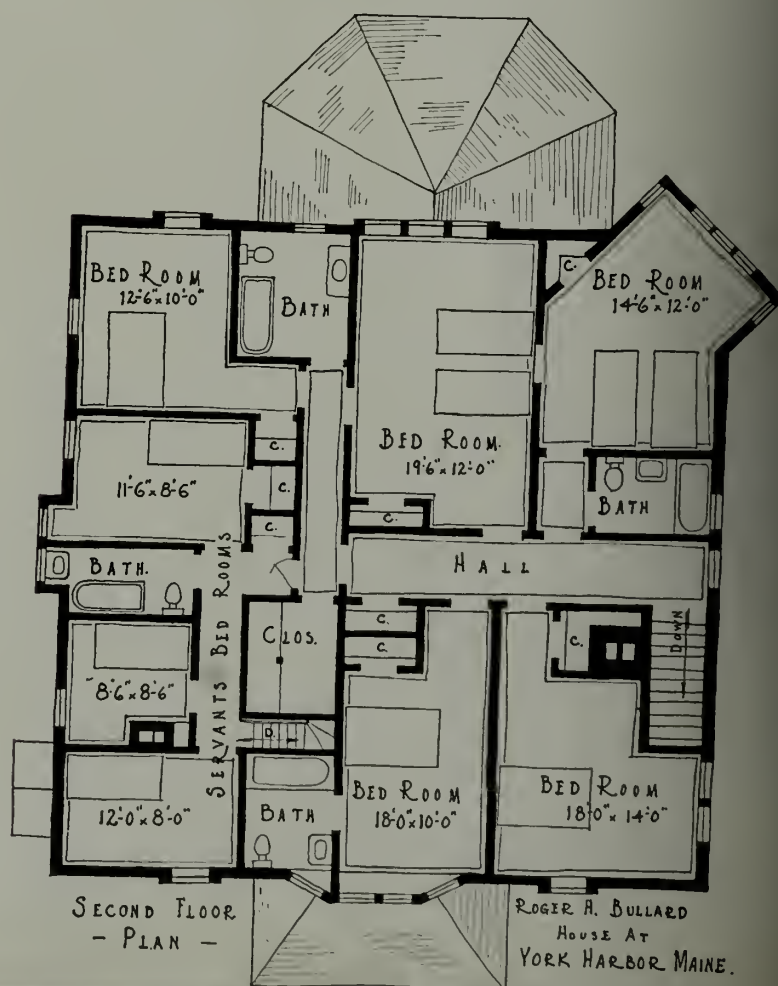 BED ROOM
12'-6" x 10'-0"
BATH
C.
BED ROOM
14'-6" x 12'-0"
BED ROOM.
19'6" x 12'-0"
C.
11'-6" x 8'-6"
C.
C.
C.
BATH
BATH.
HALL
SERVANTS BED ROOMS
CLOS.
C.
C.
C.
DOWN
8'-6" x 8'-6"
D.
12'-0" x 8'-0"
BATH
BED ROOM
18'-0" x 10'-0"
BED ROOM
18'-0" x 14'-0"
SECOND FLOOR
- PLAN -
ROGER H. BULLARD
HOUSE AT
YORK HARBOR MAINE.